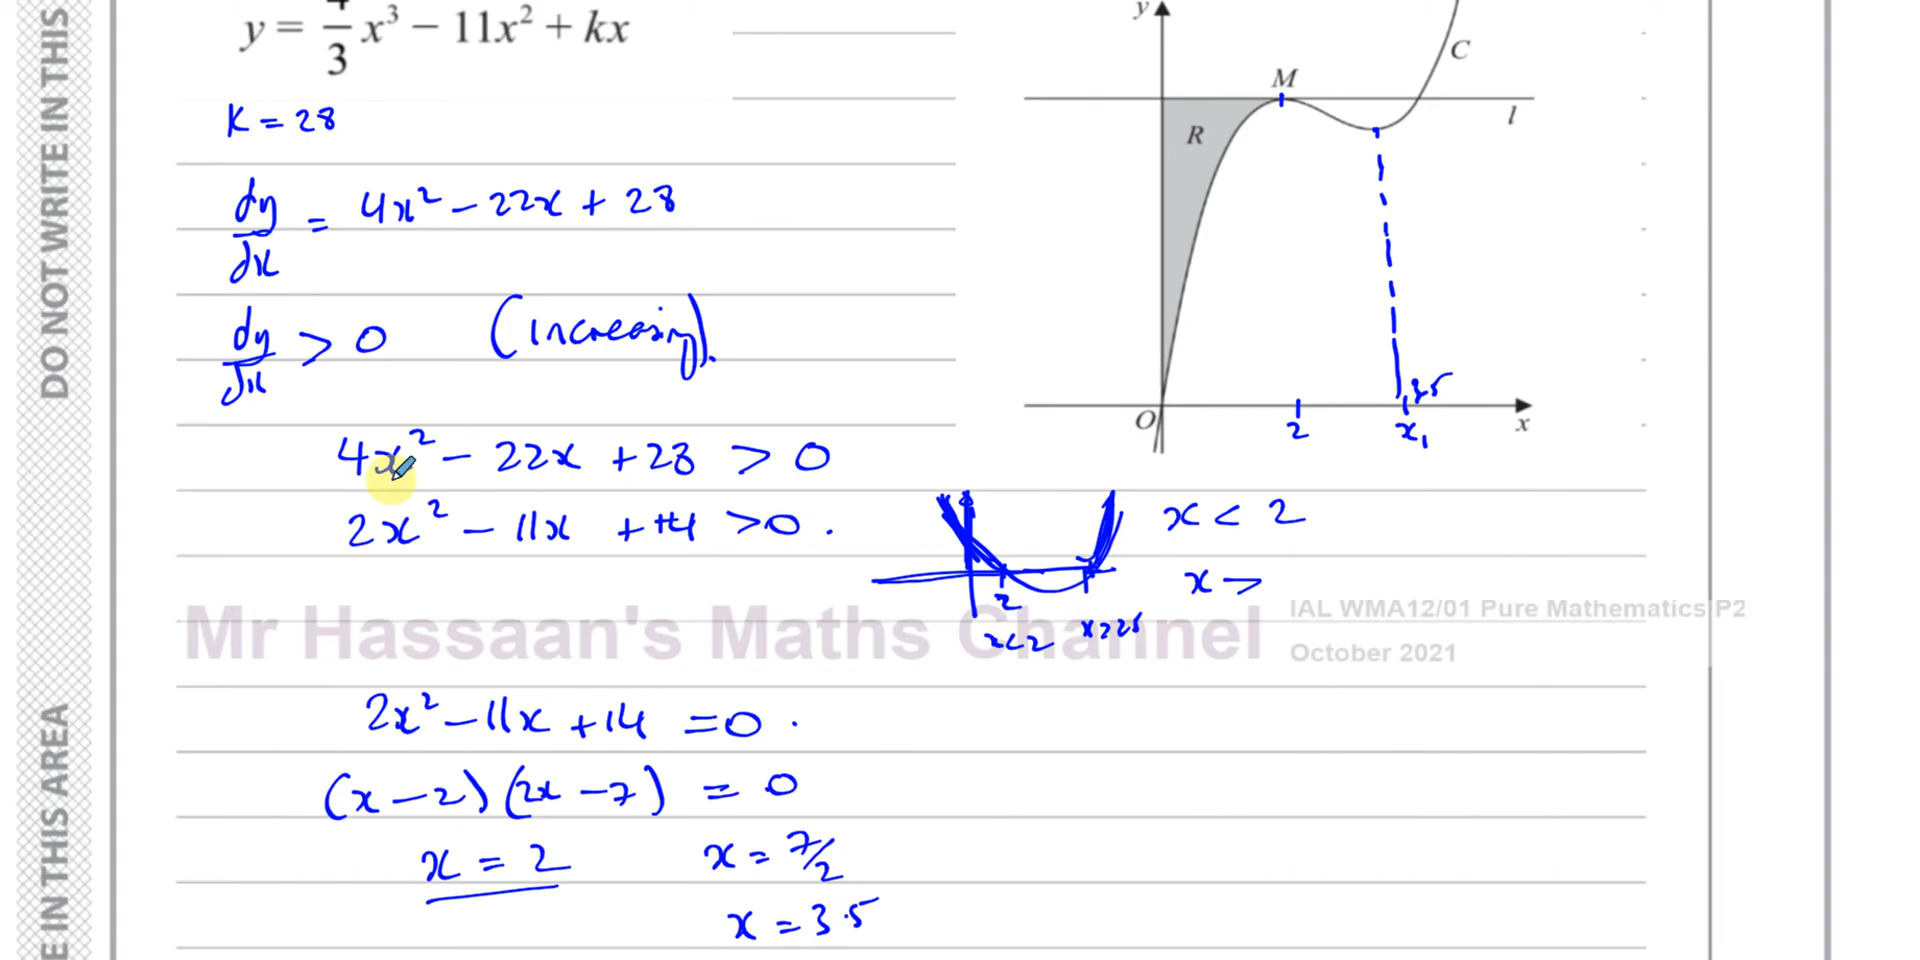 y = 4/3 x³ − 11x² + kx
K = 28
dy/dx = 4x² − 22x + 28
dy/dx > 0 (increasing).
4x² − 22x + 28 > 0
2x² − 11x + 14 > 0.
2x² − 11x + 14 = 0.
(x − 2)(2x − 7) = 0
x = 2 x = 7/2
x = 3.5
y
C
M
l
R
3.5
O
2 x₁ x
x < 2
x >
2
x<2
Mr Hassaan's Maths Channel
IAL WMA12/01 Pure Mathematics P2
October 2021
DO NOT WRITE IN THIS
E IN THIS AREA